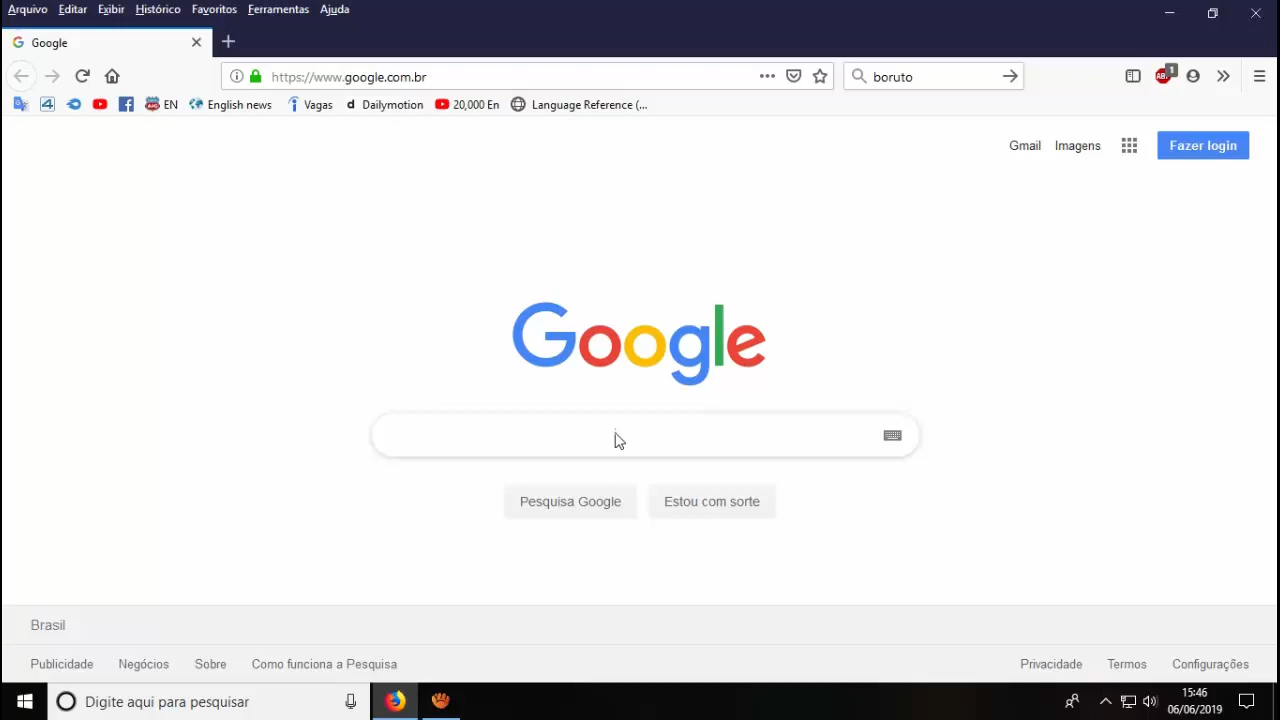 Arquivo Editar Exibir Histórico Favoritos Ferramentas Ajuda
Google
https://www.google.com.br
boruto
ABP 1
EN English news Vagas d Dailymotion 20,000 En Language Reference (...
Gmail Imagens Fazer login
Google
Pesquisa Google Estou com sorte
Brasil
Publicidade Negócios Sobre Como funciona a Pesquisa Privacidade Termos Configurações
Digite aqui para pesquisar
15:46
06/06/2019